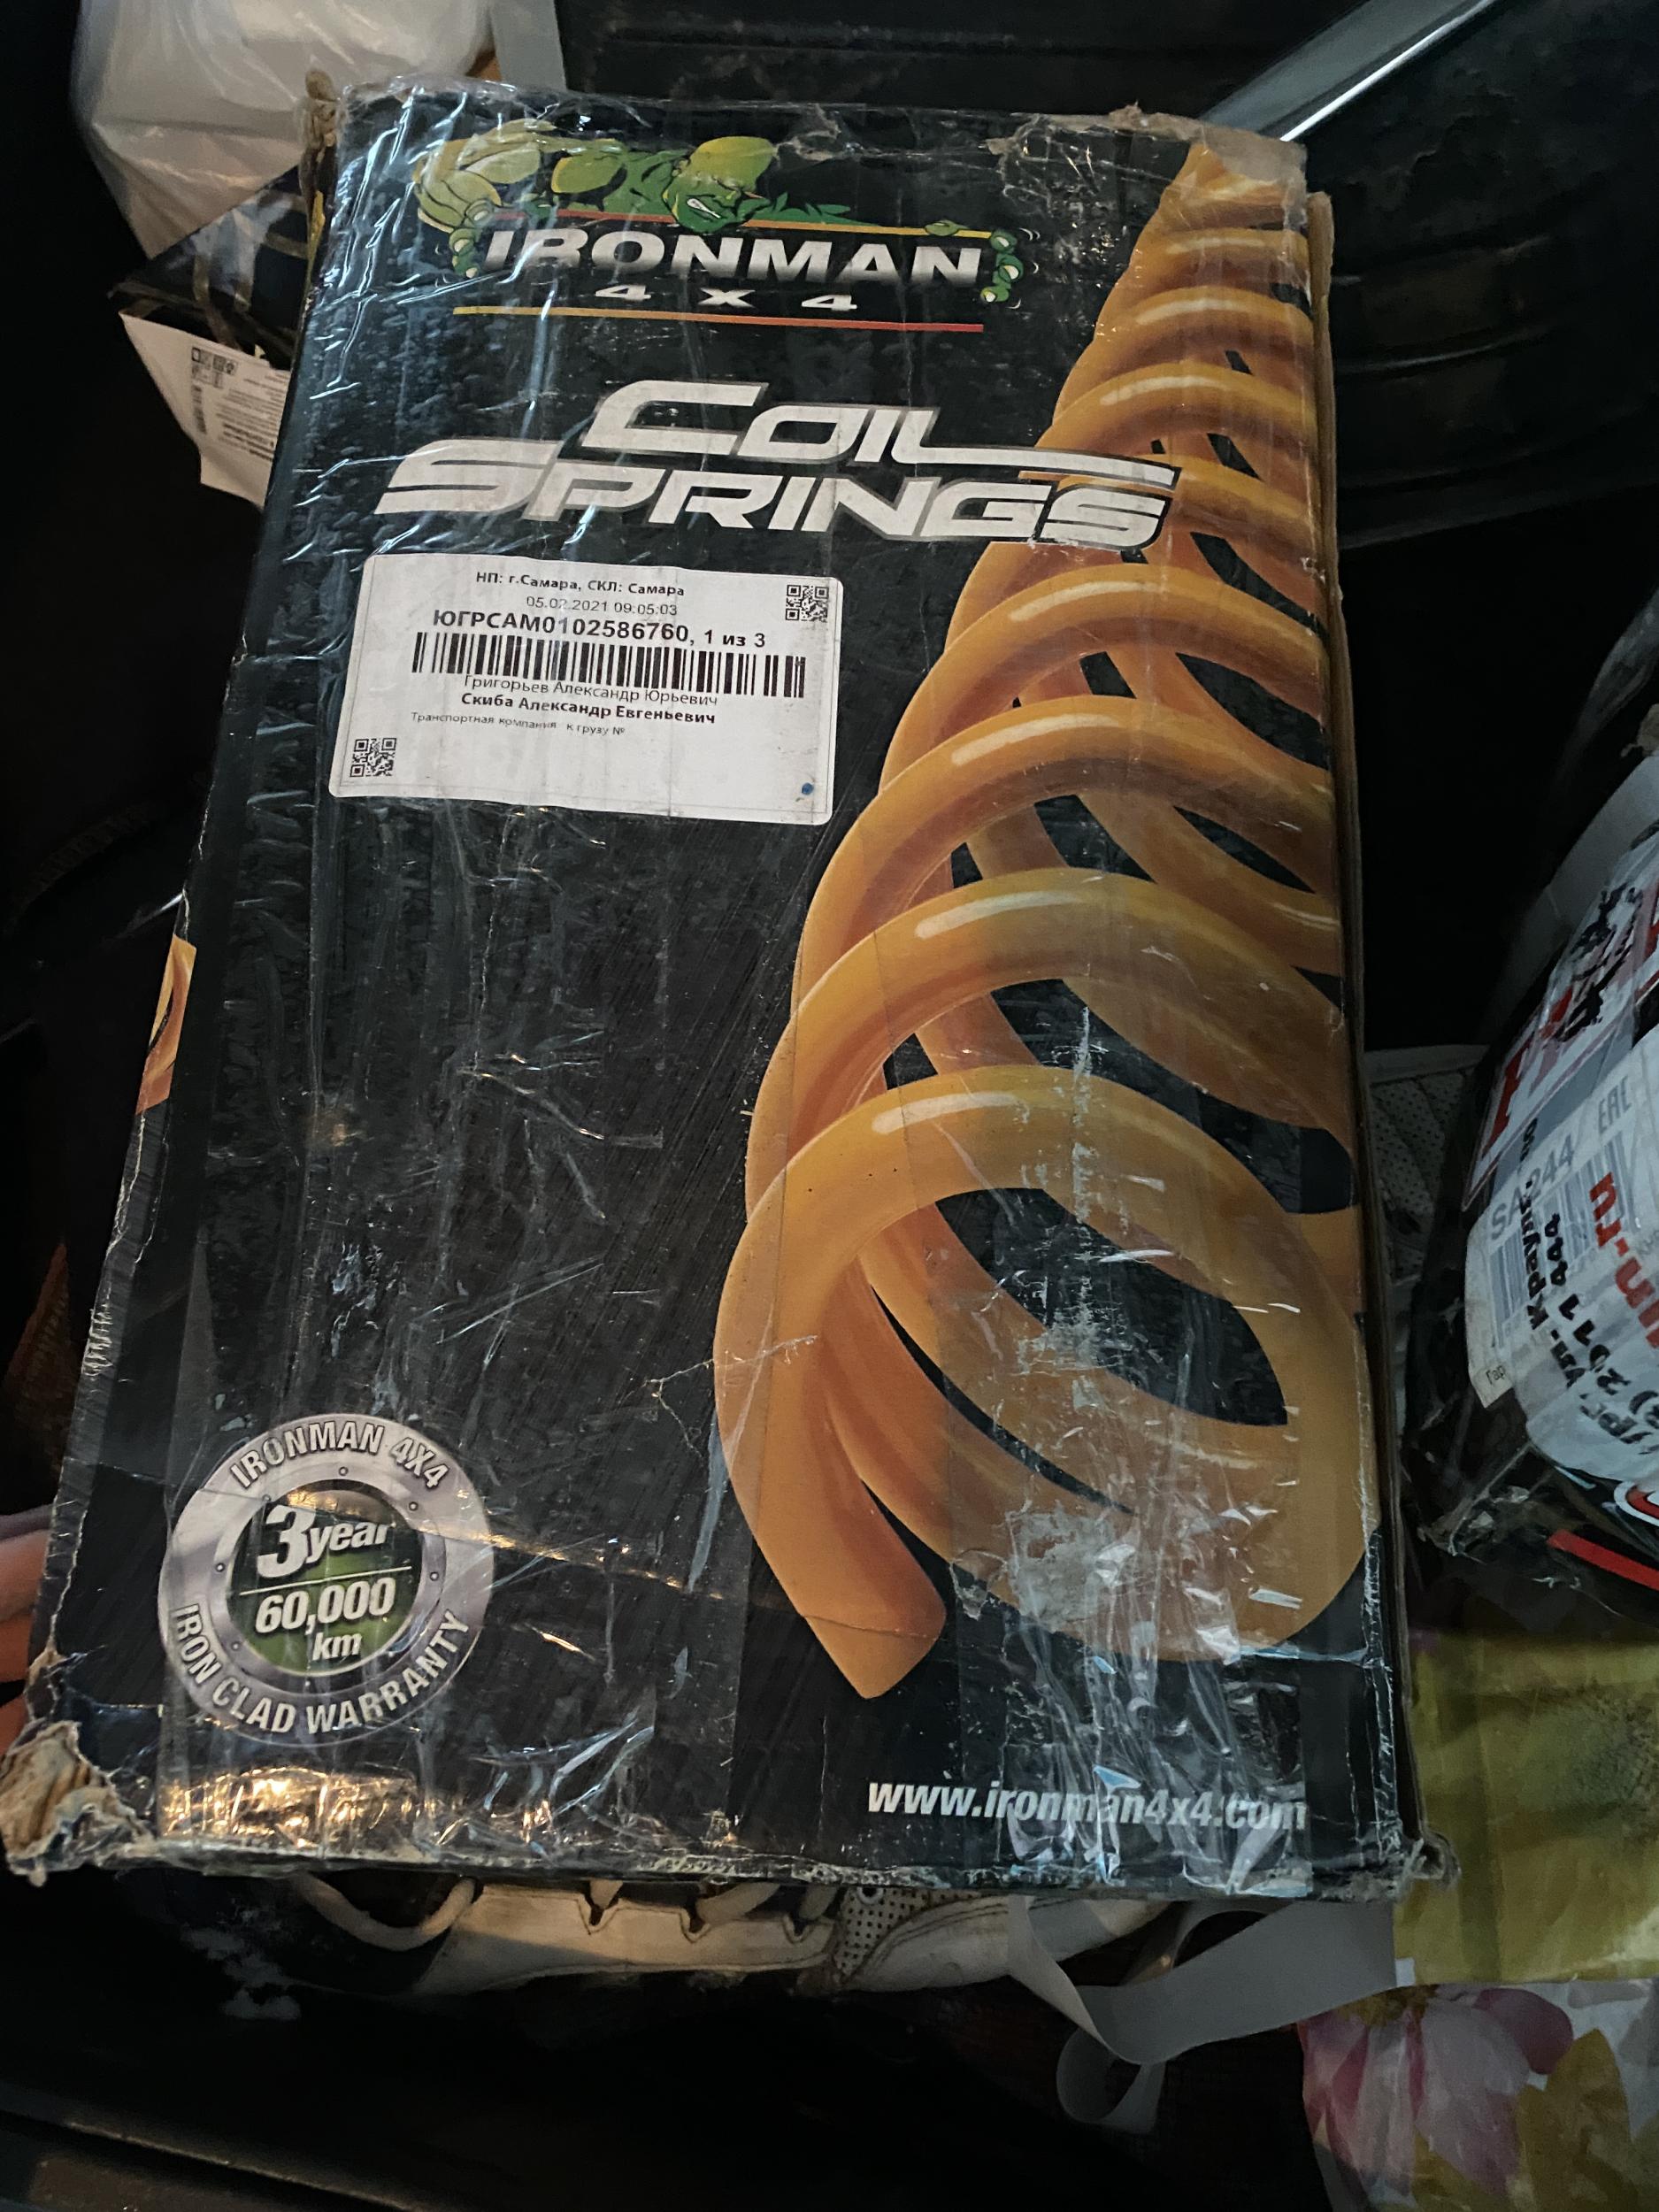 IRONMAN
4 x 4
COIL
SPRINGS
НП: г.Самара, СКЛ: Самара
05.02.2021 09:05:03
ЮГРСАМ0102586760, 1 из 3
Григорьев Александр Юрьевич
Скиба Александр Евгеньевич
Транспортная компания к грузу №
IRONMAN 4X4
3 year
60,000
km
IRON CLAD WARRANTY
www.ironman4x4.com
EAC